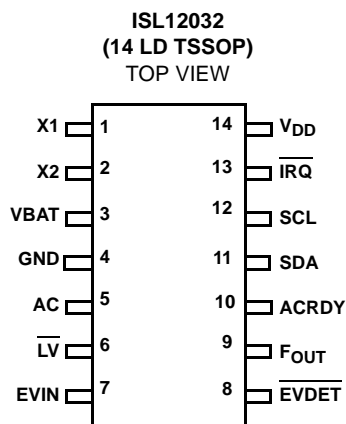 ISL12032
(14 LD TSSOP)
TOP VIEW
X1 1 14 VDD
X2 2 13 IRQ
VBAT 3 12 SCL
GND 4 11 SDA
AC 5 10 ACRDY
LV 6 9 FOUT
EVIN 7 8 EVDET